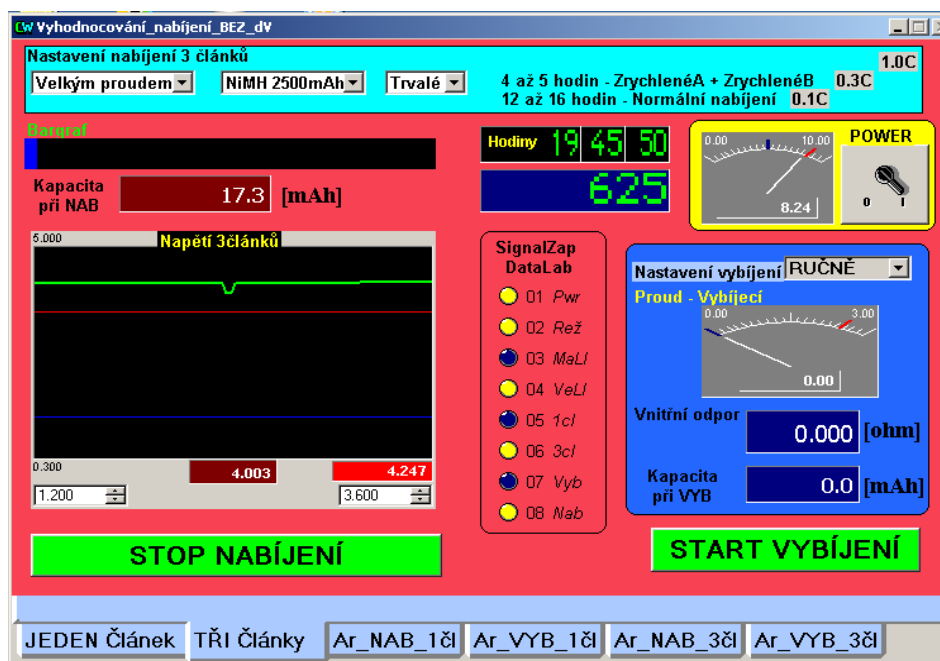 Vyhodnocování_nabíjení_BEZ_dV
Nastavení nabíjení 3 článků
1.0C
Velkým proudem NiMH 2500mAh Trvalé
4 až 5 hodin - ZrychlenéA + ZrychlenéB 0.3C
12 až 16 hodin - Normální nabíjení 0.1C
Bargraf
Kapacita
při NAB
17.3 [mAh]
Hodiny 19 45 50
625
0.00 10.00
8.24
POWER
0 I
5.000 Napětí 3článků
0.300 4.003 4.247
1.200 3.600
SignalZap
DataLab
01 Pwr
02 Rež
03 MaLI
04 VeLI
05 1cl
06 3cl
07 Vyb
08 Nab
Nastavení vybíjení RUČNĚ
Proud - Vybíjecí
0.00 3.00
0.00
Vnitřní odpor 0.000 [ohm]
Kapacita
při VYB
0.0 [mAh]
STOP NABÍJENÍ
START VYBÍJENÍ
JEDEN Článek TŘI Články Ar_NAB_1čl Ar_VYB_1čl Ar_NAB_3čl Ar_VYB_3čl